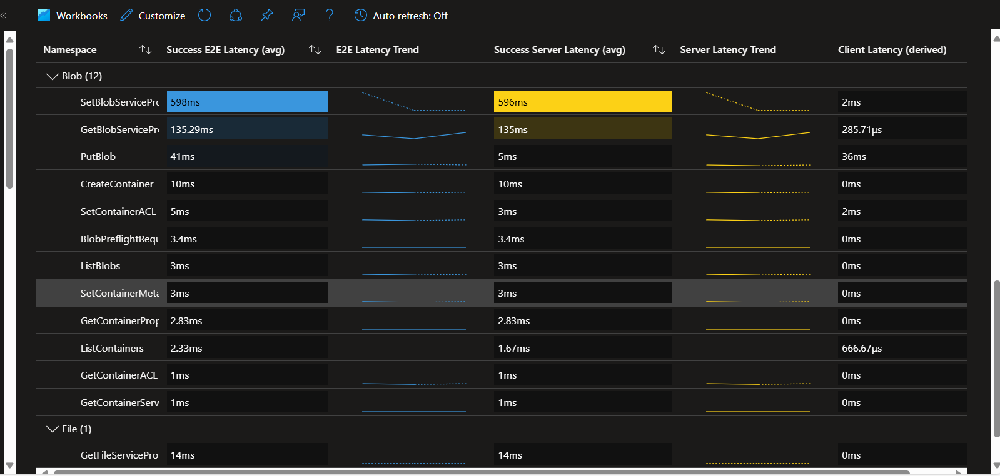 Workbooks Customize ? Auto refresh: Off
Namespace Success E2E Latency (avg) E2E Latency Trend Success Server Latency (avg) Server Latency Trend Client Latency (derived)
Blob (12)
SetBlobServicePro 598ms 596ms 2ms
GetBlobServicePro 135.29ms 135ms 285.71µs
PutBlob 41ms 5ms 36ms
CreateContainer 10ms 10ms 0ms
SetContainerACL 5ms 3ms 2ms
BlobPreflightRequ 3.4ms 3.4ms 0ms
ListBlobs 3ms 3ms 0ms
SetContainerMeta 3ms 3ms 0ms
GetContainerProp 2.83ms 2.83ms 0ms
ListContainers 2.33ms 1.67ms 666.67µs
GetContainerACL 1ms 1ms 0ms
GetContainerServ 1ms 1ms 0ms
File (1)
GetFileServicePro 14ms 14ms 0ms